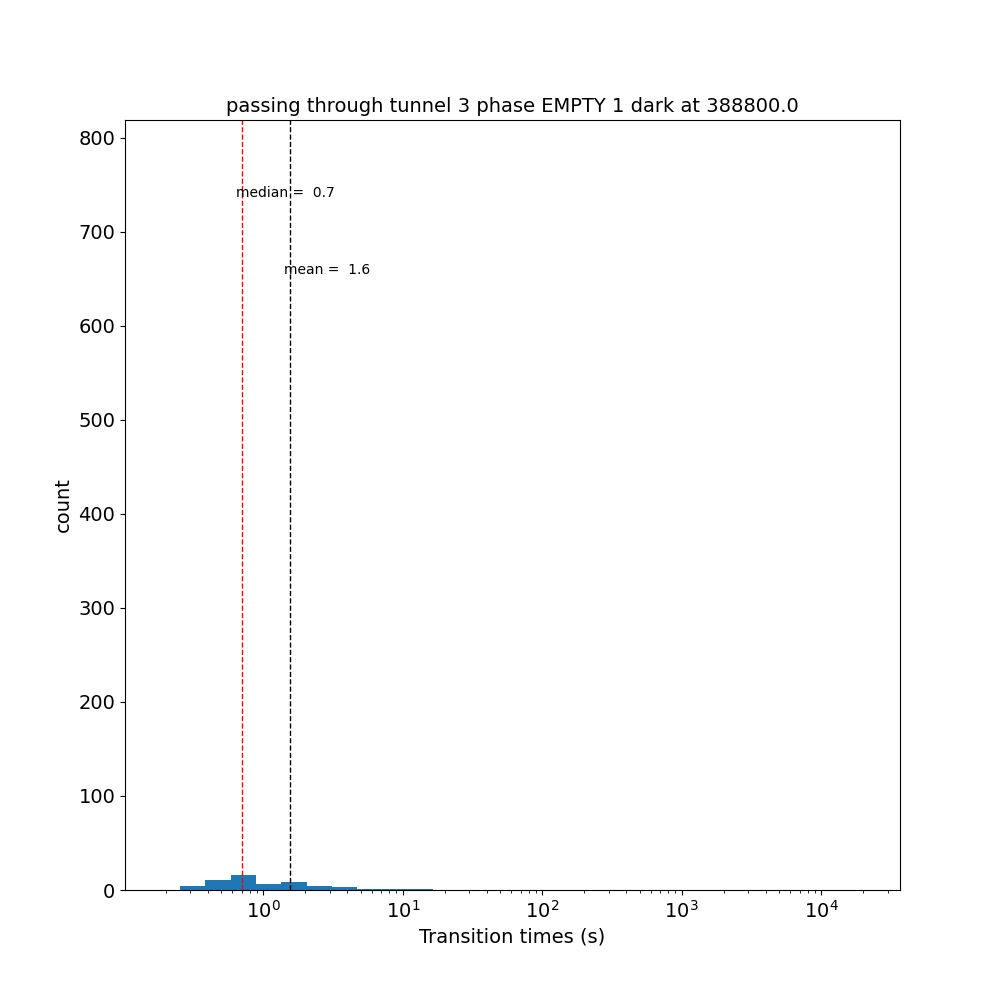 passing through tunnel 3 phase EMPTY 1 dark at 388800.0
800
median =  0.7
700
mean =  1.6
600
500
400
count
300
200
100
0
10^0 10^1 10^2 10^3 10^4
Transition times (s)